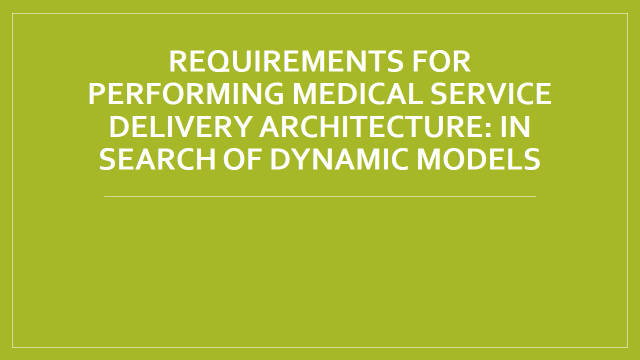 REQUIREMENTS FOR
PERFORMING MEDICAL SERVICE
DELIVERY ARCHITECTURE: IN
SEARCH OF DYNAMIC MODELS